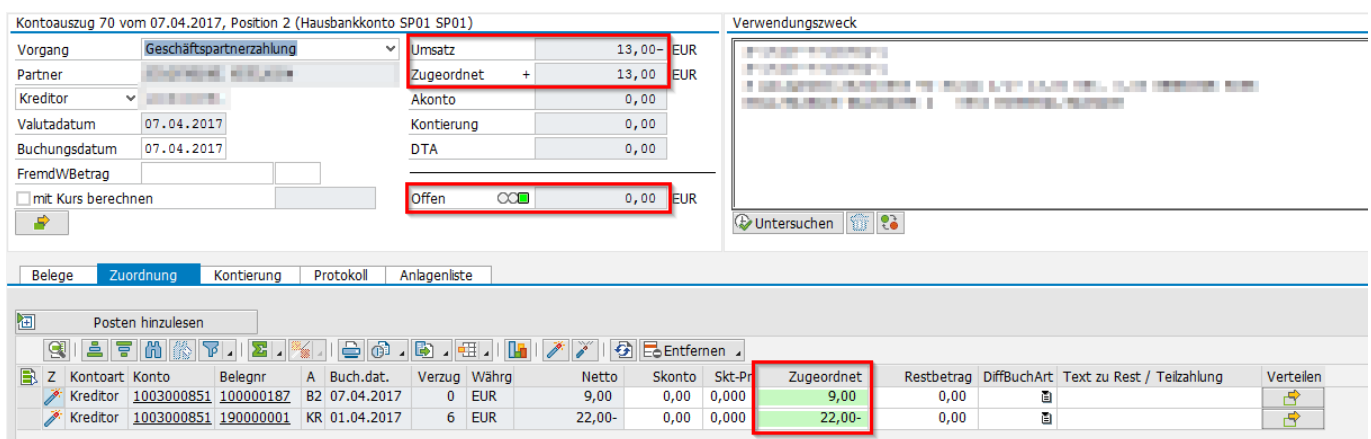 Kontoauszug 70 vom 07.04.2017, Position 2 (Hausbankkonto SP01 SP01)
Vorgang Geschäftspartnerzahlung
Partner
Kreditor
Valutadatum 07.04.2017
Buchungsdatum 07.04.2017
FremdWBetrag
mit Kurs berechnen
Umsatz 13,00- EUR
Zugeordnet + 13,00 EUR
Akonto 0,00
Kontierung 0,00
DTA 0,00
Offen 0,00 EUR
Verwendungszweck
Untersuchen
Belege Zuordnung Kontierung Protokoll Anlagenliste
Posten hinzulesen
Entfernen
Z Kontoart Konto Belegnr A Buch.dat. Verzug Währg Netto Skonto Skt-Pr Zugeordnet Restbetrag DiffBuchArt Text zu Rest / Teilzahlung Verteilen
Kreditor 1003000851 100000187 B2 07.04.2017 0 EUR 9,00 0,00 0,000 9,00 0,00
Kreditor 1003000851 190000001 KR 01.04.2017 6 EUR 22,00- 0,00 0,000 22,00- 0,00